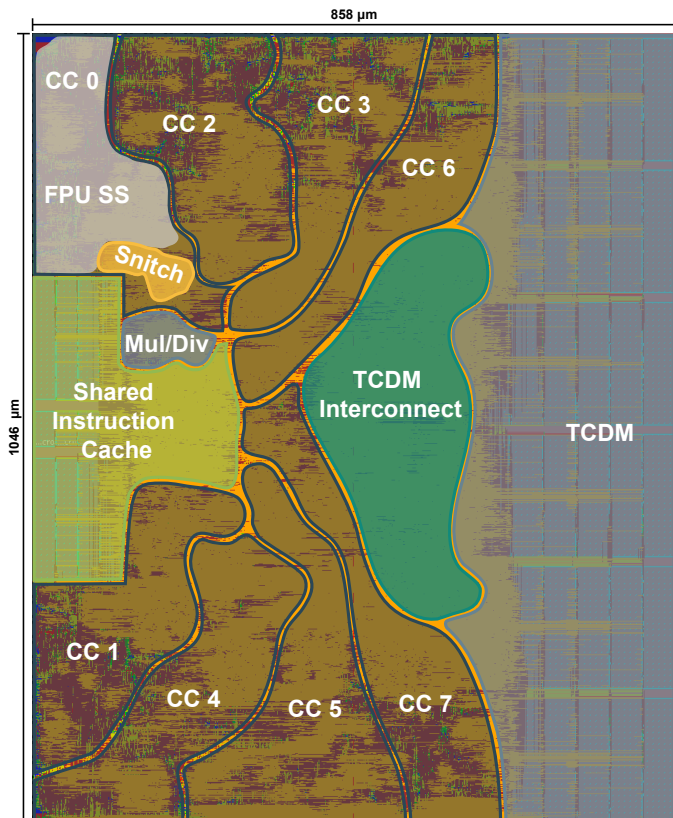 858 µm
CC 0
CC 2
CC 3
CC 6
FPU SS
Snitch
Mul/Div
Shared
Instruction
Cache
TCDM
Interconnect
TCDM
1046 µm
CC 1
CC 4
CC 5
CC 7